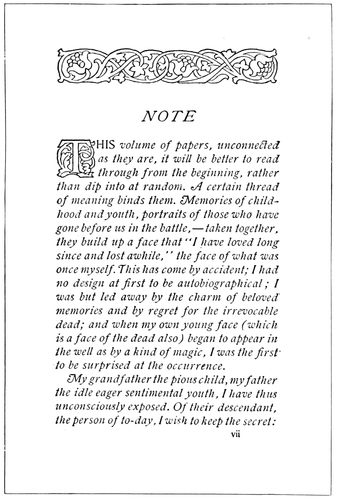 NOTE
THIS volume of papers, unconnected
as they are, it will be better to read
through from the beginning, rather
than dip into at random. A certain thread
of meaning binds them. Memories of child-
hood and youth, portraits of those who have
gone before us in the battle,—taken together,
they build up a face that "I have loved long
since and lost awhile," the face of what was
once myself. This has come by accident; I had
no design at first to be autobiographical; I
was but led away by the charm of beloved
memories and by regret for the irrevocable
dead; and when my own young face (which
is a face of the dead also) began to appear in
the well as by a kind of magic, I was the first
to be surprised at the occurrence.
My grandfather the pious child, my father
the idle eager sentimental youth, I have thus
unconsciously exposed. Of their descendant,
the person of to-day, I wish to keep the secret:
vii